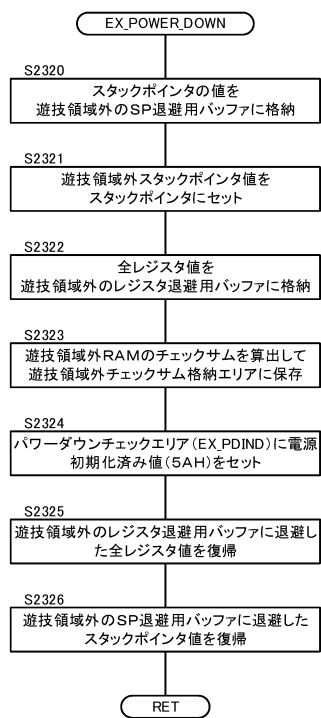 EX_POWER_DOWN
S2320
スタックポインタの値を
遊技領域外のSP退避用バッファに格納
S2321
遊技領域外スタックポインタ値を
スタックポインタにセット
S2322
全レジスタ値を
遊技領域外のレジスタ退避用バッファに格納
S2323
遊技領域外RAMのチェックサムを算出して
遊技領域外チェックサム格納エリアに保存
S2324
パワーダウンチェックエリア(EX_PDIND)に電源
初期化済み値(5AH)をセット
S2325
遊技領域外のレジスタ退避用バッファに退避し
た全レジスタ値を復帰
S2326
遊技領域外のSP退避用バッファに退避した
スタックポインタ値を復帰
RET